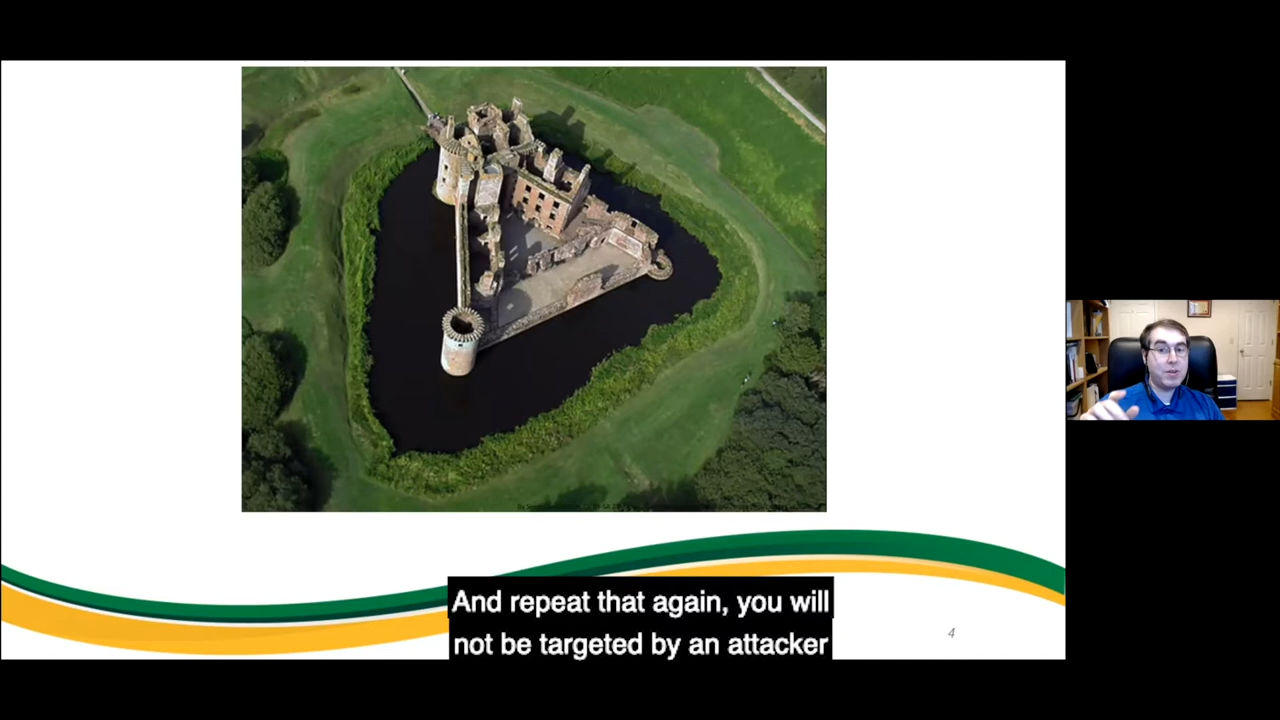 And repeat that again, you will
not be targeted by an attacker
4